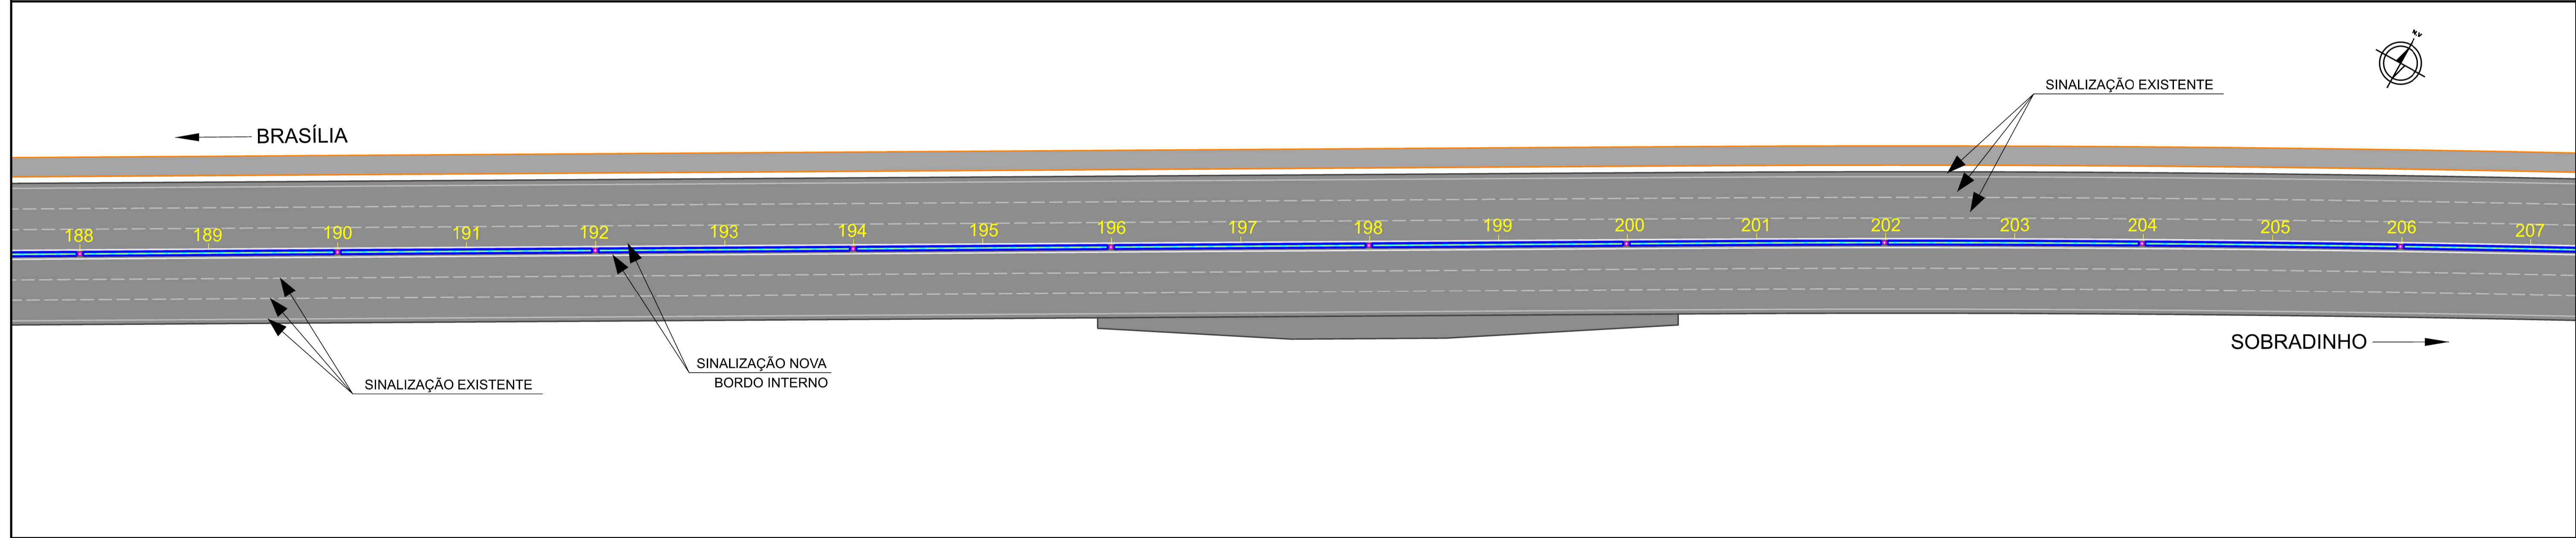 N.V
SINALIZAÇÃO EXISTENTE
BRASÍLIA
188 189 190 191 192 193 194 195 196 197 198 199 200 201 202 203 204 205 206 207
SOBRADINHO
SINALIZAÇÃO NOVA
BORDO INTERNO
SINALIZAÇÃO EXISTENTE